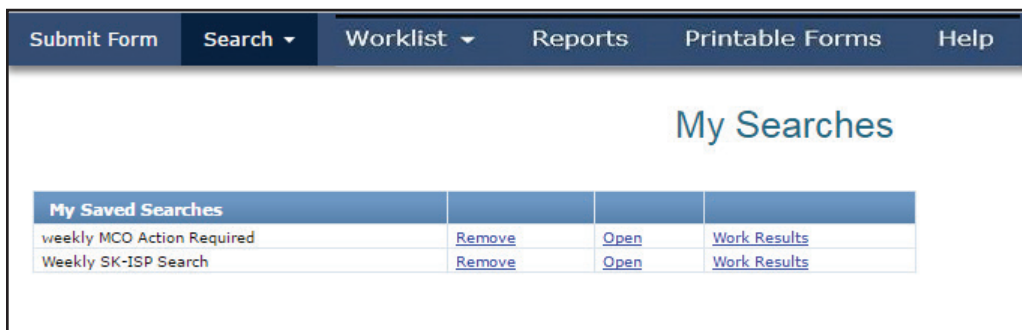 Submit Form Search Worklist Reports Printable Forms Help
My Searches
My Saved Searches
weekly MCO Action Required Remove Open Work Results
Weekly SK-ISP Search Remove Open Work Results